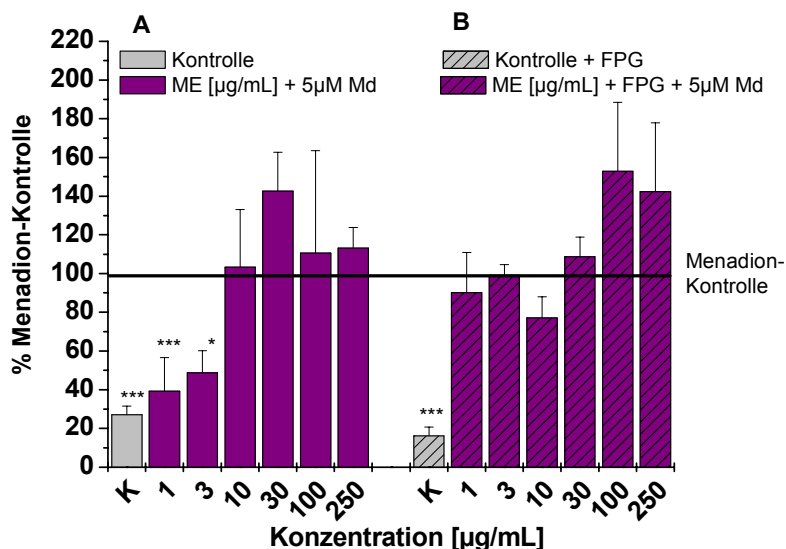 A
B
220
200
180
160
140
120
100
80
60
40
20
0
% Menadion-Kontrolle
Kontrolle
ME [µg/mL] + 5µM Md
Kontrolle + FPG
ME [µg/mL] + FPG + 5µM Md
***
***
*
***
Menadion-
Kontrolle
K 1 3 10 30 100 250 K 1 3 10 30 100 250
Konzentration [µg/mL]